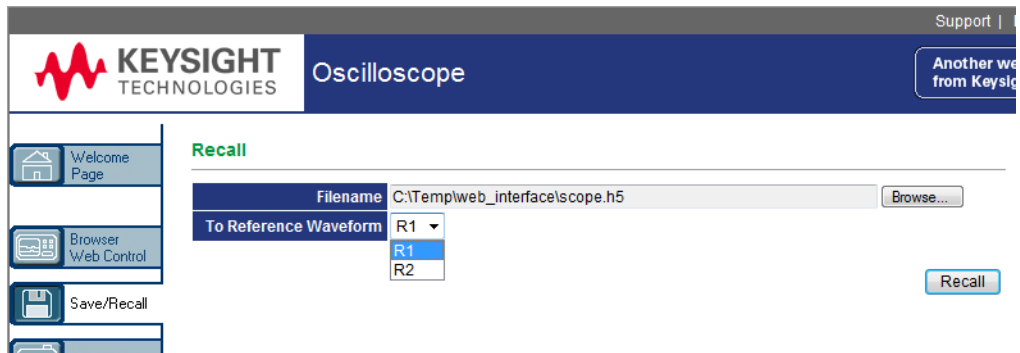 Support |
KEYSIGHT
TECHNOLOGIES
Oscilloscope
Another we
from Keysig
Welcome
Page
Recall
Filename C:\Temp\web_interface\scope.h5 Browse...
To Reference Waveform R1
R1
R2
Browser
Web Control
Save/Recall
Recall